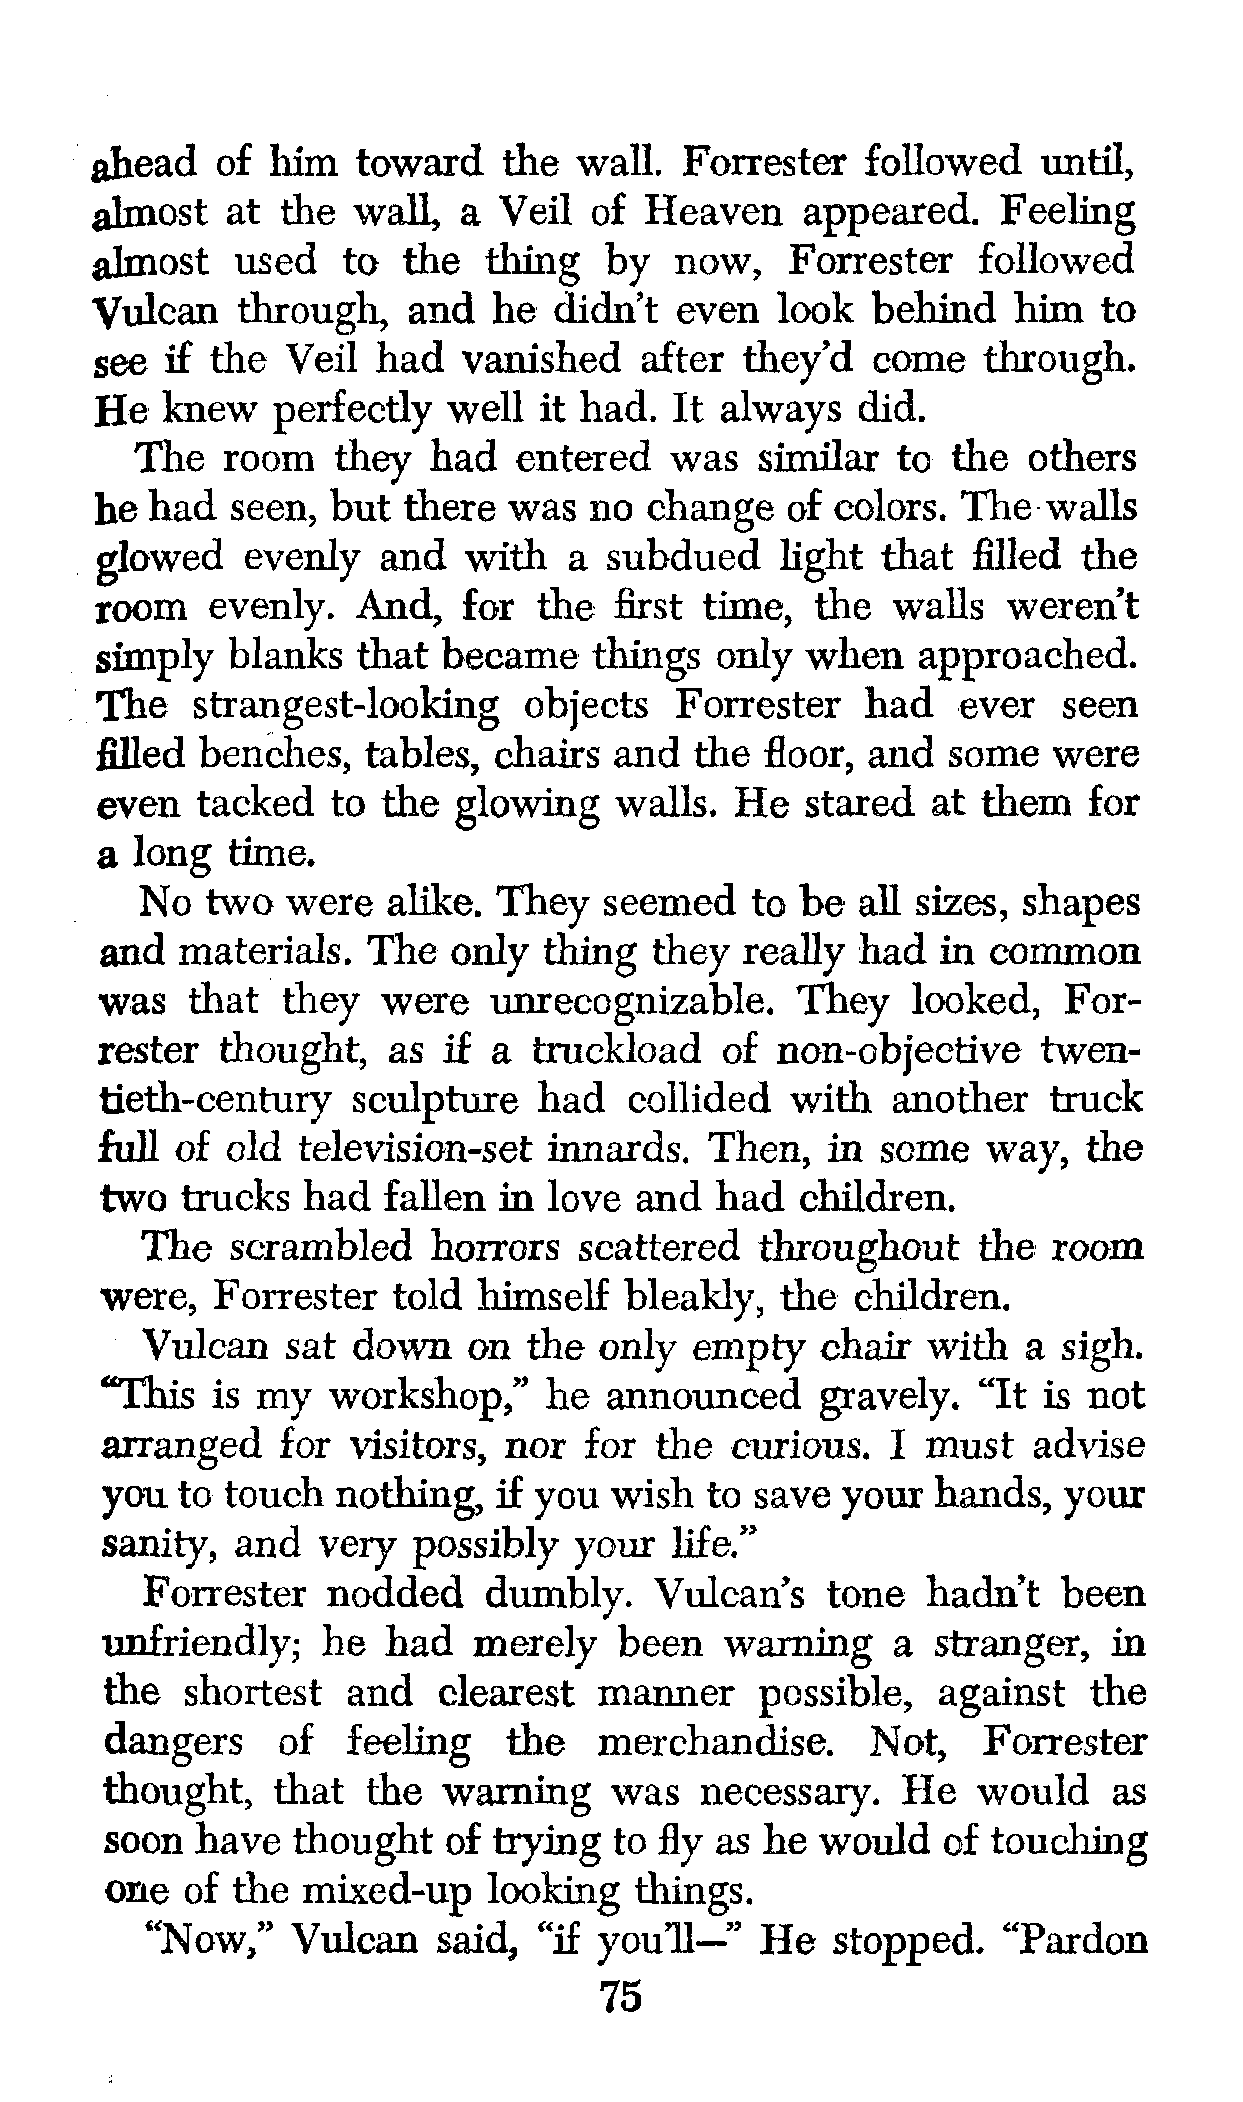 ahead of him toward the wall. Forrester followed until,
almost at the wall, a Veil of Heaven appeared. Feeling
almost used to the thing by now, Forrester followed
Vulcan through, and he didn't even look behind him to
see if the Veil had vanished after they'd come through.
He knew perfectly well it had. It always did.
The room they had entered was similar to the others
he had seen, but there was no change of colors. The walls
glowed evenly and with a subdued light that filled the
room evenly. And, for the first time, the walls weren't
simply blanks that became things only when approached.
The strangest-looking objects Forrester had ever seen
filled benches, tables, chairs and the floor, and some were
even tacked to the glowing walls. He stared at them for
a long time.
No two were alike. They seemed to be all sizes, shapes
and materials. The only thing they really had in common
was that they were unrecognizable. They looked, For-
rester thought, as if a truckload of non-objective twen-
tieth-century sculpture had collided with another truck
full of old television-set innards. Then, in some way, the
two trucks had fallen in love and had children.
The scrambled horrors scattered throughout the room
were, Forrester told himself bleakly, the children.
Vulcan sat down on the only empty chair with a sigh.
“This is my workshop,” he announced gravely. “It is not
arranged for visitors, nor for the curious. I must advise
you to touch nothing, if you wish to save your hands, your
sanity, and very possibly your life.”
Forrester nodded dumbly. Vulcan's tone hadn't been
unfriendly; he had merely been warning a stranger, in
the shortest and clearest manner possible, against the
dangers of feeling the merchandise. Not, Forrester
thought, that the warning was necessary. He would as
soon have thought of trying to fly as he would of touching
one of the mixed-up looking things.
“Now,” Vulcan said, “if you'll—” He stopped. “Pardon
75